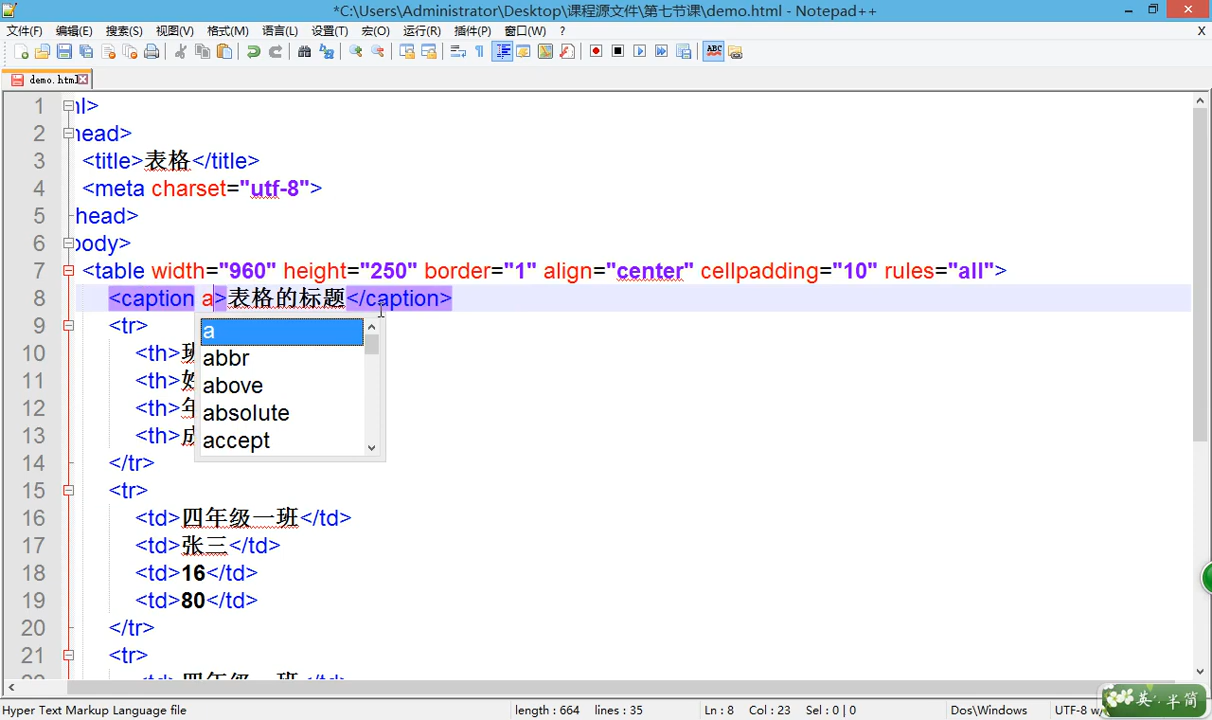 *C:\Users\Administrator\Desktop\课程源文件\第七节课\demo.html - Notepad++
文件(F) 编辑(E) 搜索(S) 视图(V) 格式(M) 语言(L) 设置(T) 宏(O) 运行(R) 插件(P) 窗口(W) ? X
ABC
demo.html
1 nl>
2 head>
3 <title>表格</title>
4 <meta charset="utf-8">
5 head>
6 body>
7 <table width="960" height="250" border="1" align="center" cellpadding="10" rules="all">
8 <caption a>表格的标题</caption>
9 <tr>
a
10 <th>班
abbr
11 <th>姓
above
12 <th>年
absolute
13 <th>成
accept
14 </tr>
15 <tr>
16 <td>四年级一班</td>
17 <td>张三</td>
18 <td>16</td>
19 <td>80</td>
20 </tr>
21 <tr>
Hyper Text Markup Language file length : 664 lines : 35 Ln : 8 Col : 23 Sel : 0 | 0 Dos\Windows UTF-8 w/
英 半 简